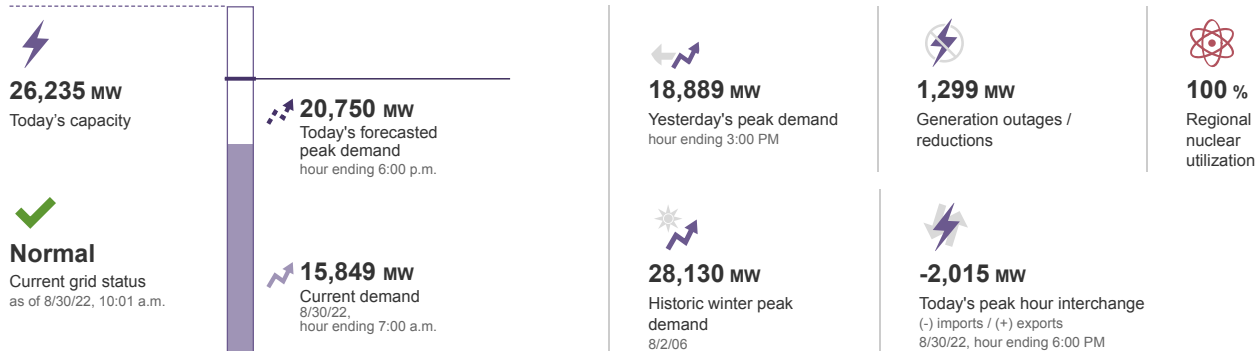 26,235 MW
Today's capacity
Normal
Current grid status
as of 8/30/22, 10:01 a.m.
20,750 MW
Today's forecasted
peak demand
hour ending 6:00 p.m.
15,849 MW
Current demand
8/30/22,
hour ending 7:00 a.m.
18,889 MW
Yesterday's peak demand
hour ending 3:00 PM
1,299 MW
Generation outages /
reductions
100 %
Regional
nuclear
utilization
28,130 MW
Historic winter peak
demand
8/2/06
-2,015 MW
Today's peak hour interchange
(-) imports / (+) exports
8/30/22, hour ending 6:00 PM